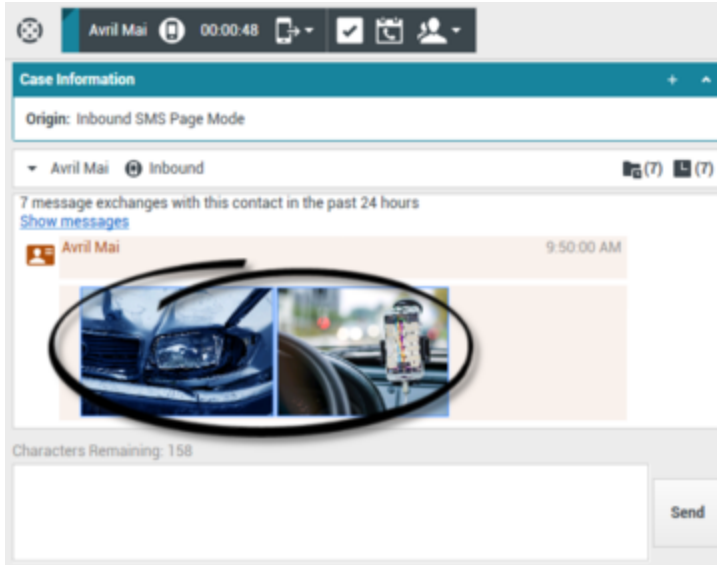 Avril Mai 00:00:48
Case Information
Origin: Inbound SMS Page Mode
Avril Mai Inbound (7) (7)
7 message exchanges with this contact in the past 24 hours
Show messages
Avril Mai 9:50:00 AM
Characters Remaining: 158
Send